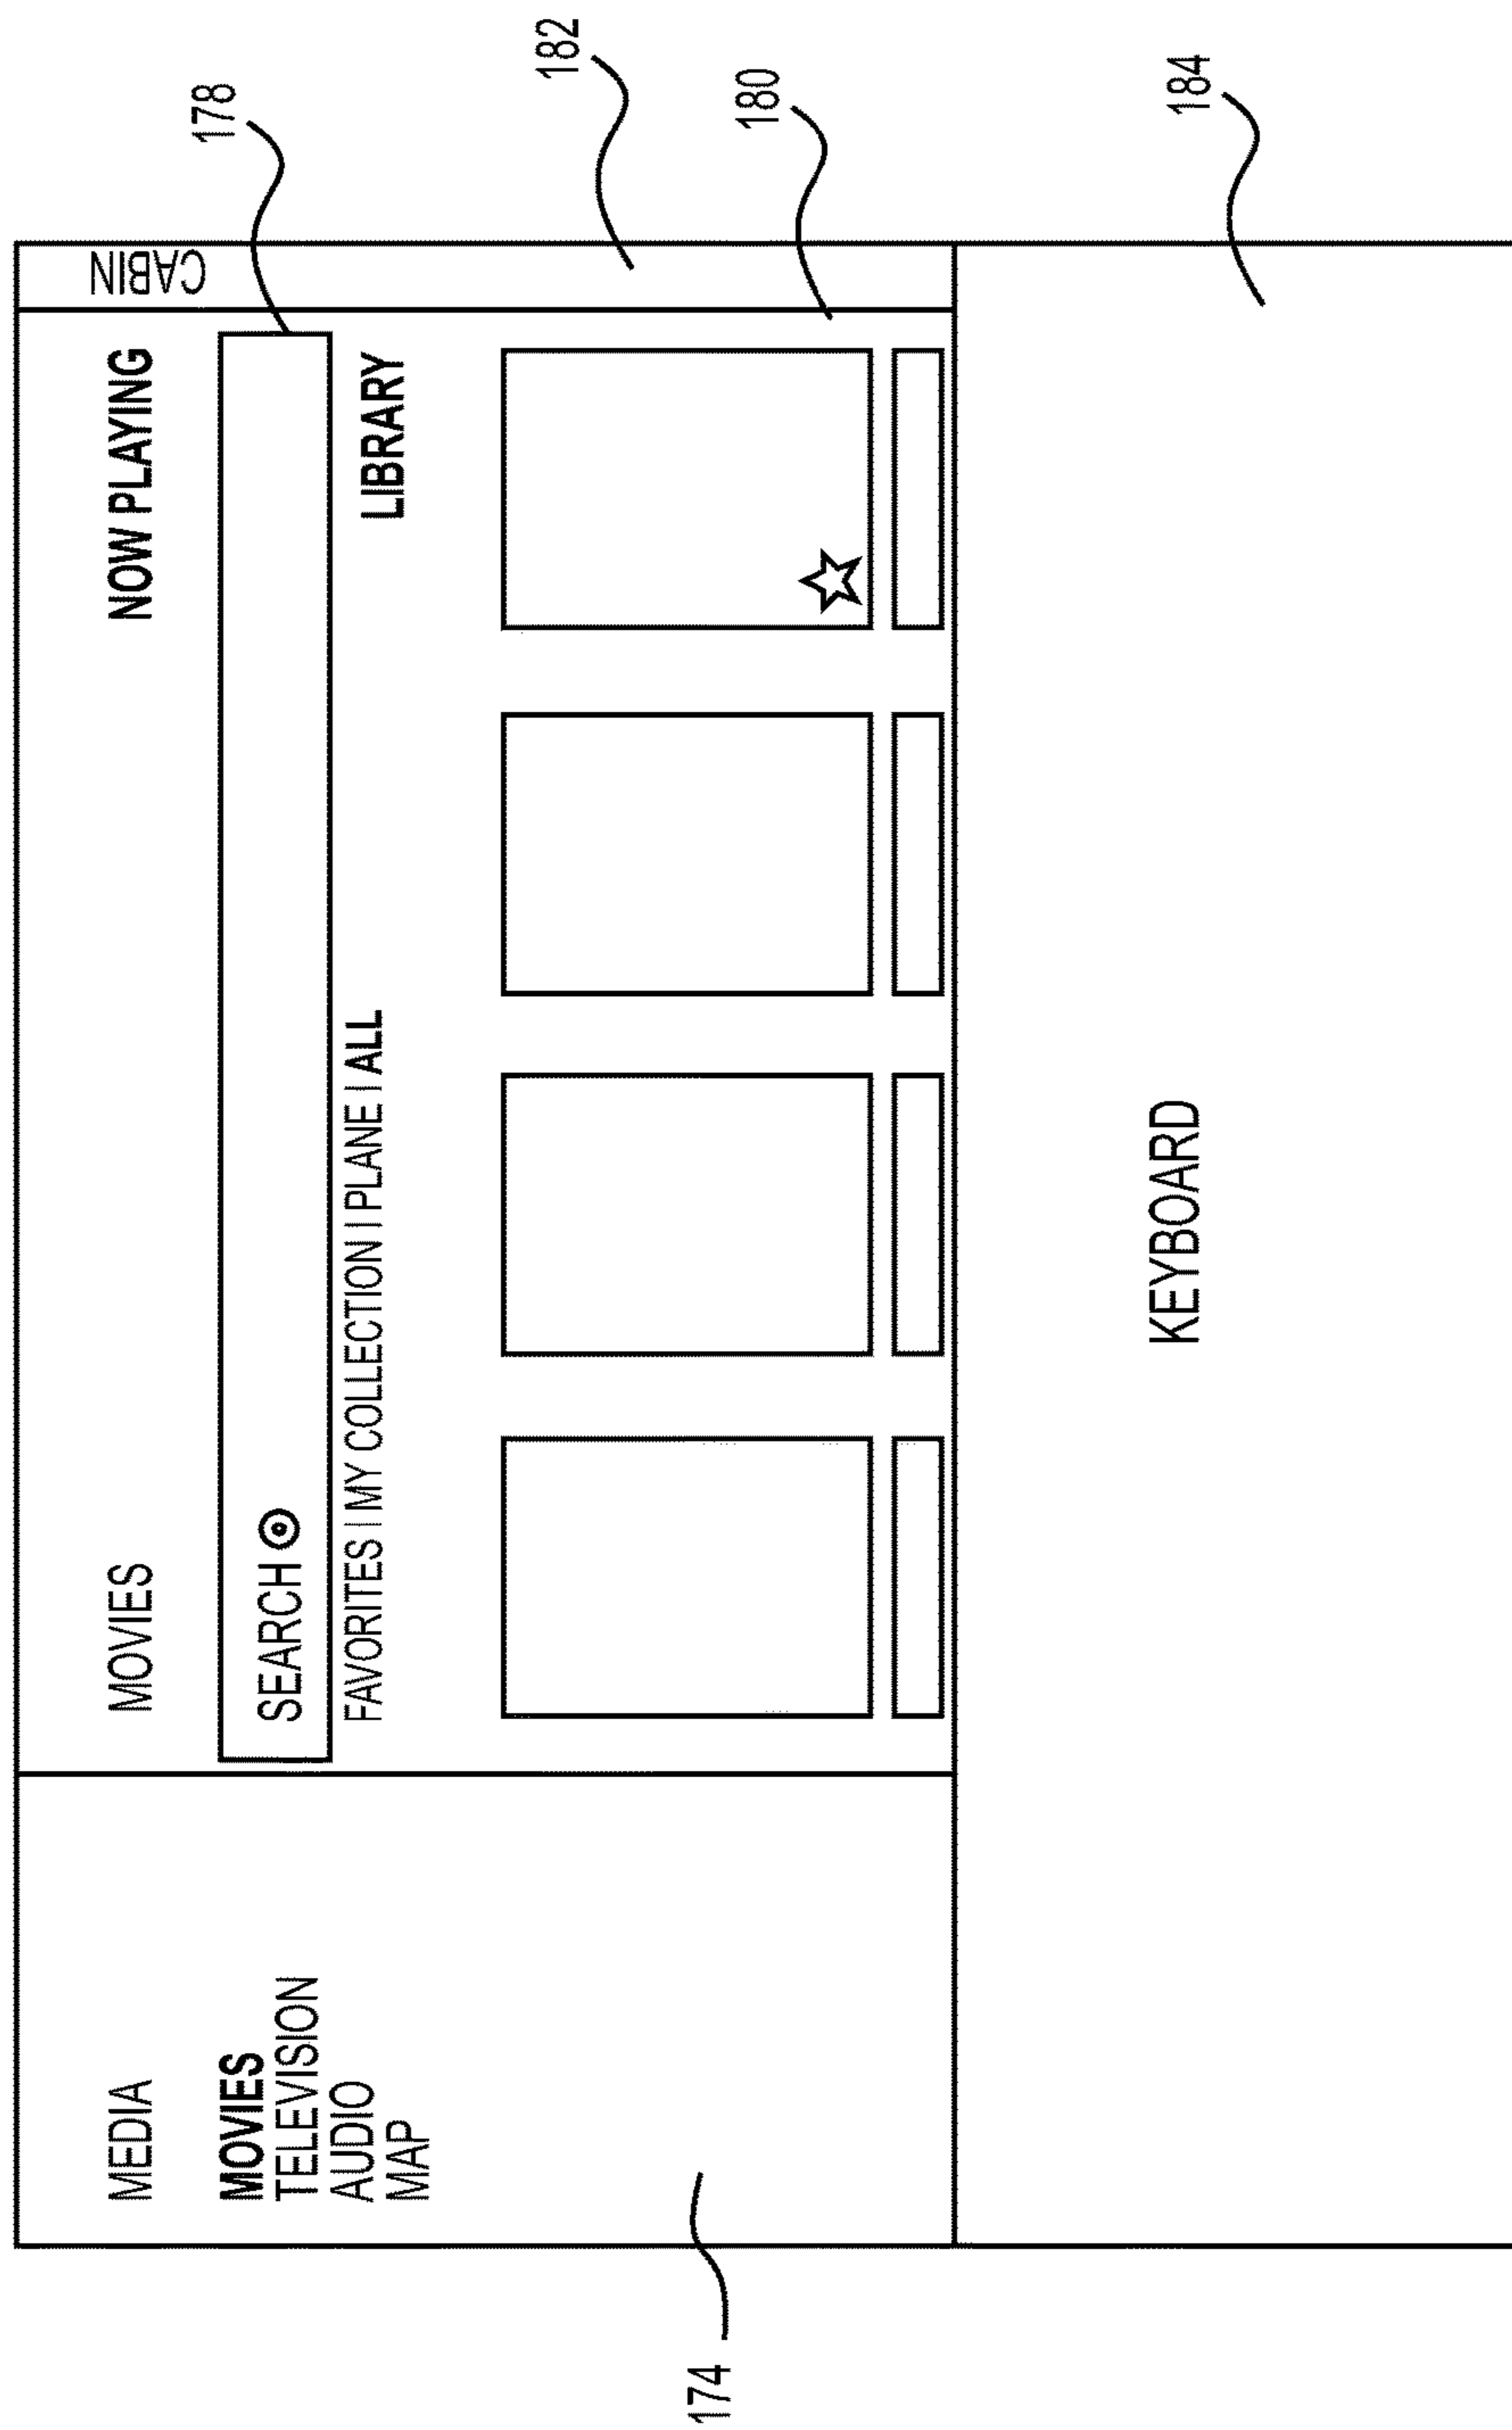 178
182
180
184
174
MEDIA
MOVIES
TELEVISION
AUDIO
MAP
MOVIES
NOW PLAYING
CABIN
SEARCH
FAVORITES | MY COLLECTION | PLANE | ALL
LIBRARY
KEYBOARD